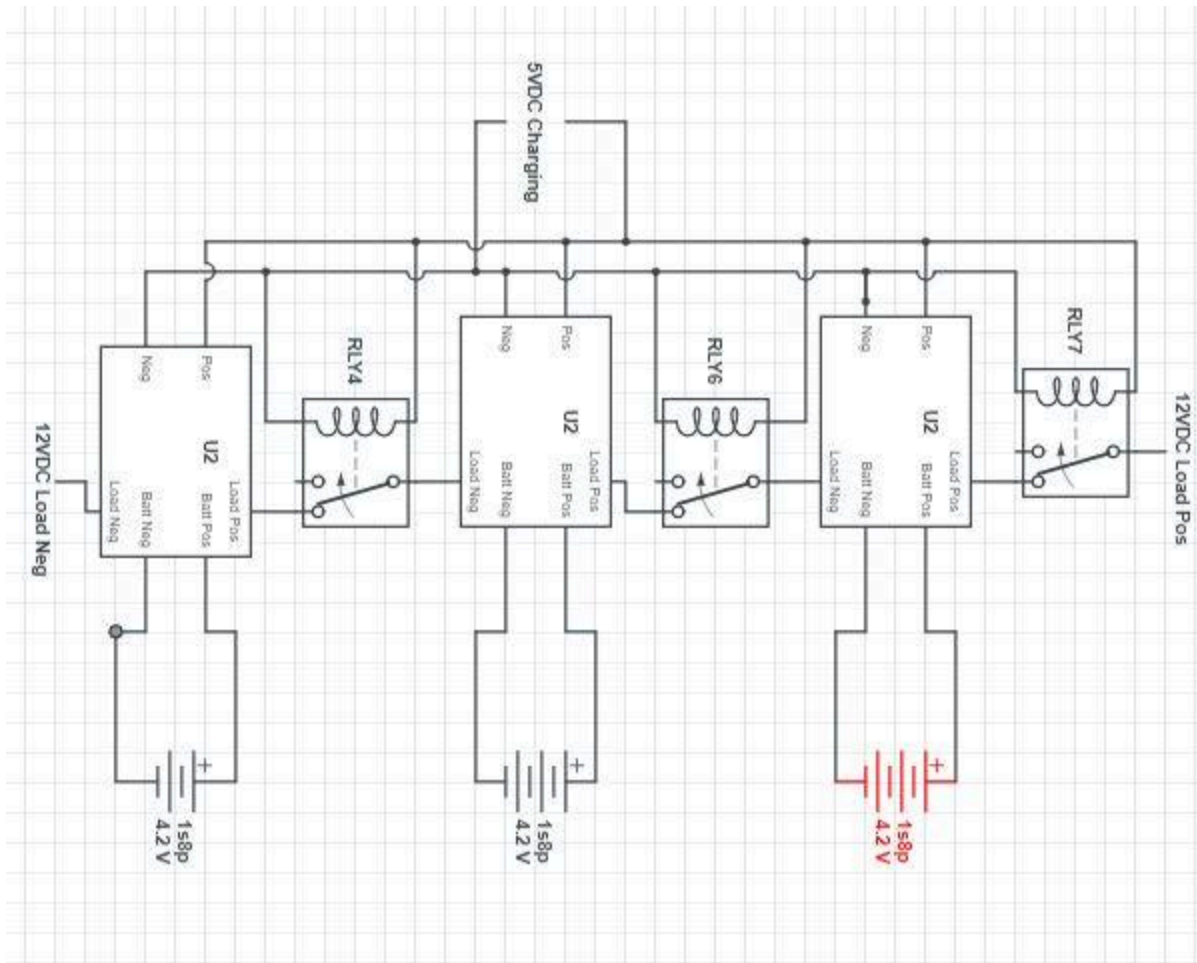 5VDC Charging
RLY7
RLY4
RLY6
12VDC Load Pos
Neg
Pos
U2
Load Neg
Batt Neg
Batt Pos
Load Pos
Neg
Pos
U2
Load Neg
Batt Neg
Batt Pos
Load Pos
Neg
Pos
U2
Load Neg
Batt Neg
Batt Pos
Load Pos
12VDC Load Neg
+
1s8p
4.2 V
+
1s8p
4.2 V
+
1s8p
4.2 V